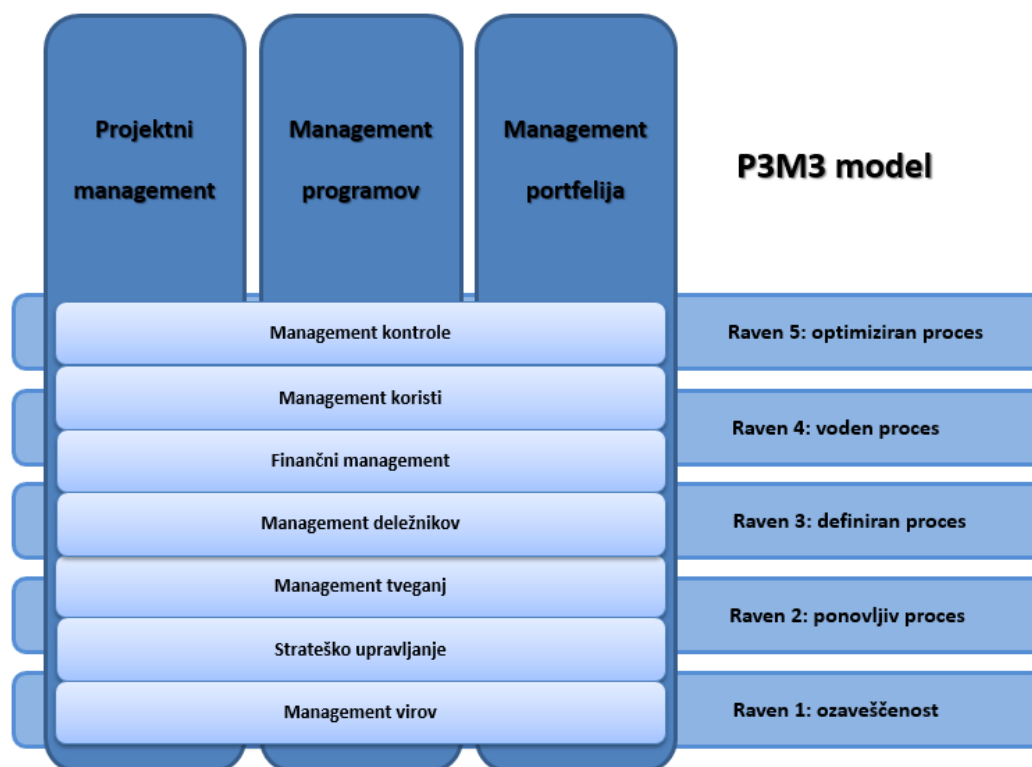 Projektni
management
Management
programov
Management
portfelija
P3M3 model
Management kontrole
Management koristi
Finančni management
Management deležnikov
Management tveganj
Strateško upravljanje
Management virov
Raven 5: optimiziran proces
Raven 4: voden proces
Raven 3: definiran proces
Raven 2: ponovljiv proces
Raven 1: ozaveščenost